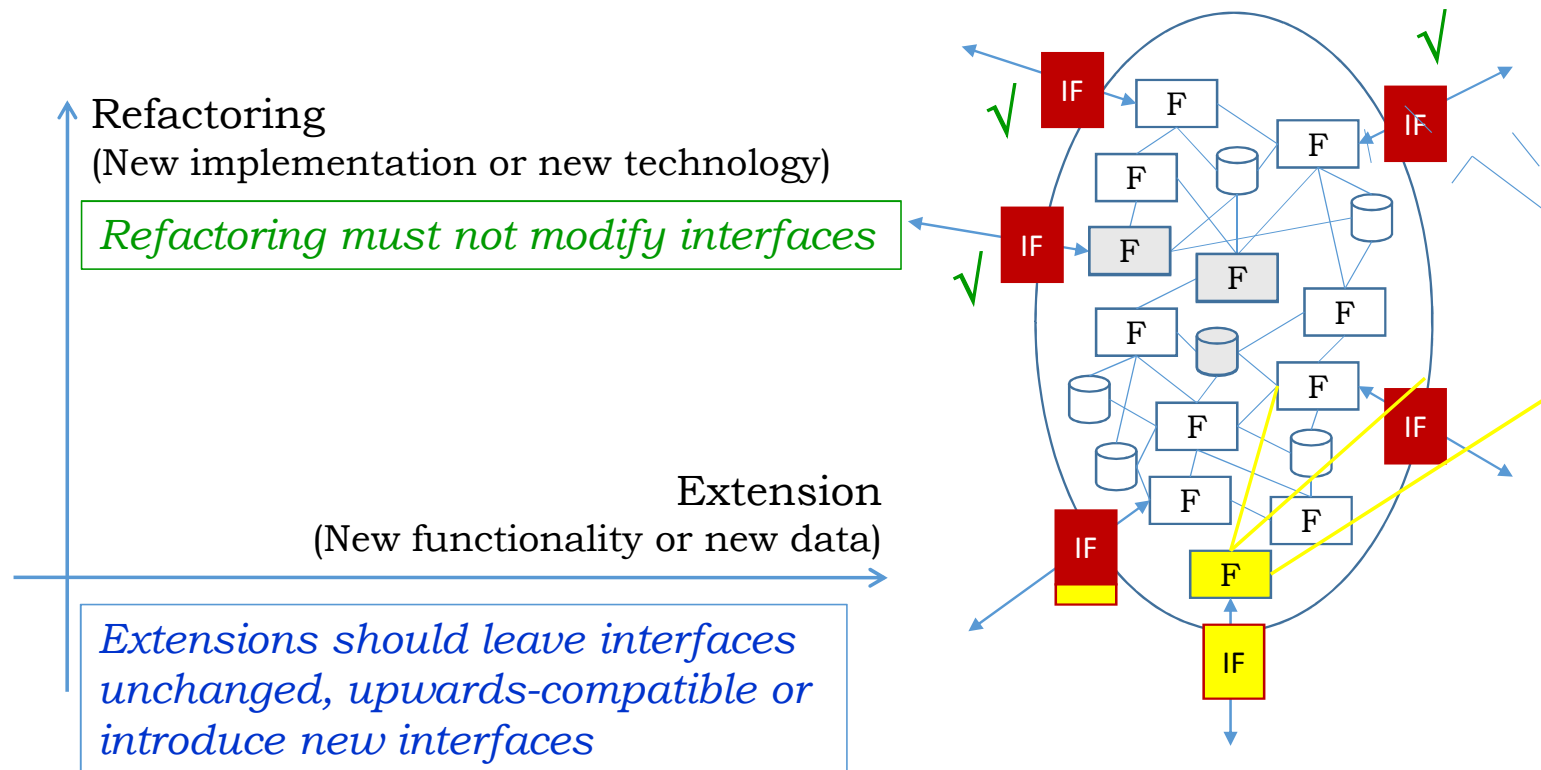 Refactoring
(New implementation or new technology)
Refactoring must not modify interfaces
Extension
(New functionality or new data)
Extensions should leave interfaces
unchanged, upwards-compatible or
introduce new interfaces
√
IF
F
√
IF
F
F
√
IF
F
F
F
F
F
IF
F
F
F
IF
F
IF